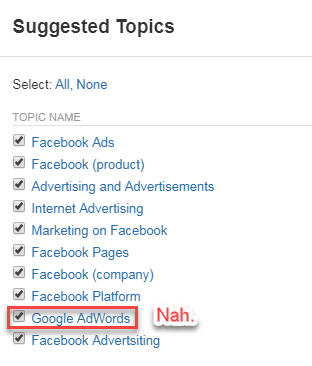 Suggested Topics
Select: All, None
TOPIC NAME
Facebook Ads
Facebook (product)
Advertising and Advertisements
Internet Advertising
Marketing on Facebook
Facebook Pages
Facebook (company)
Facebook Platform
Google AdWords Nah.
Facebook Advertsiting